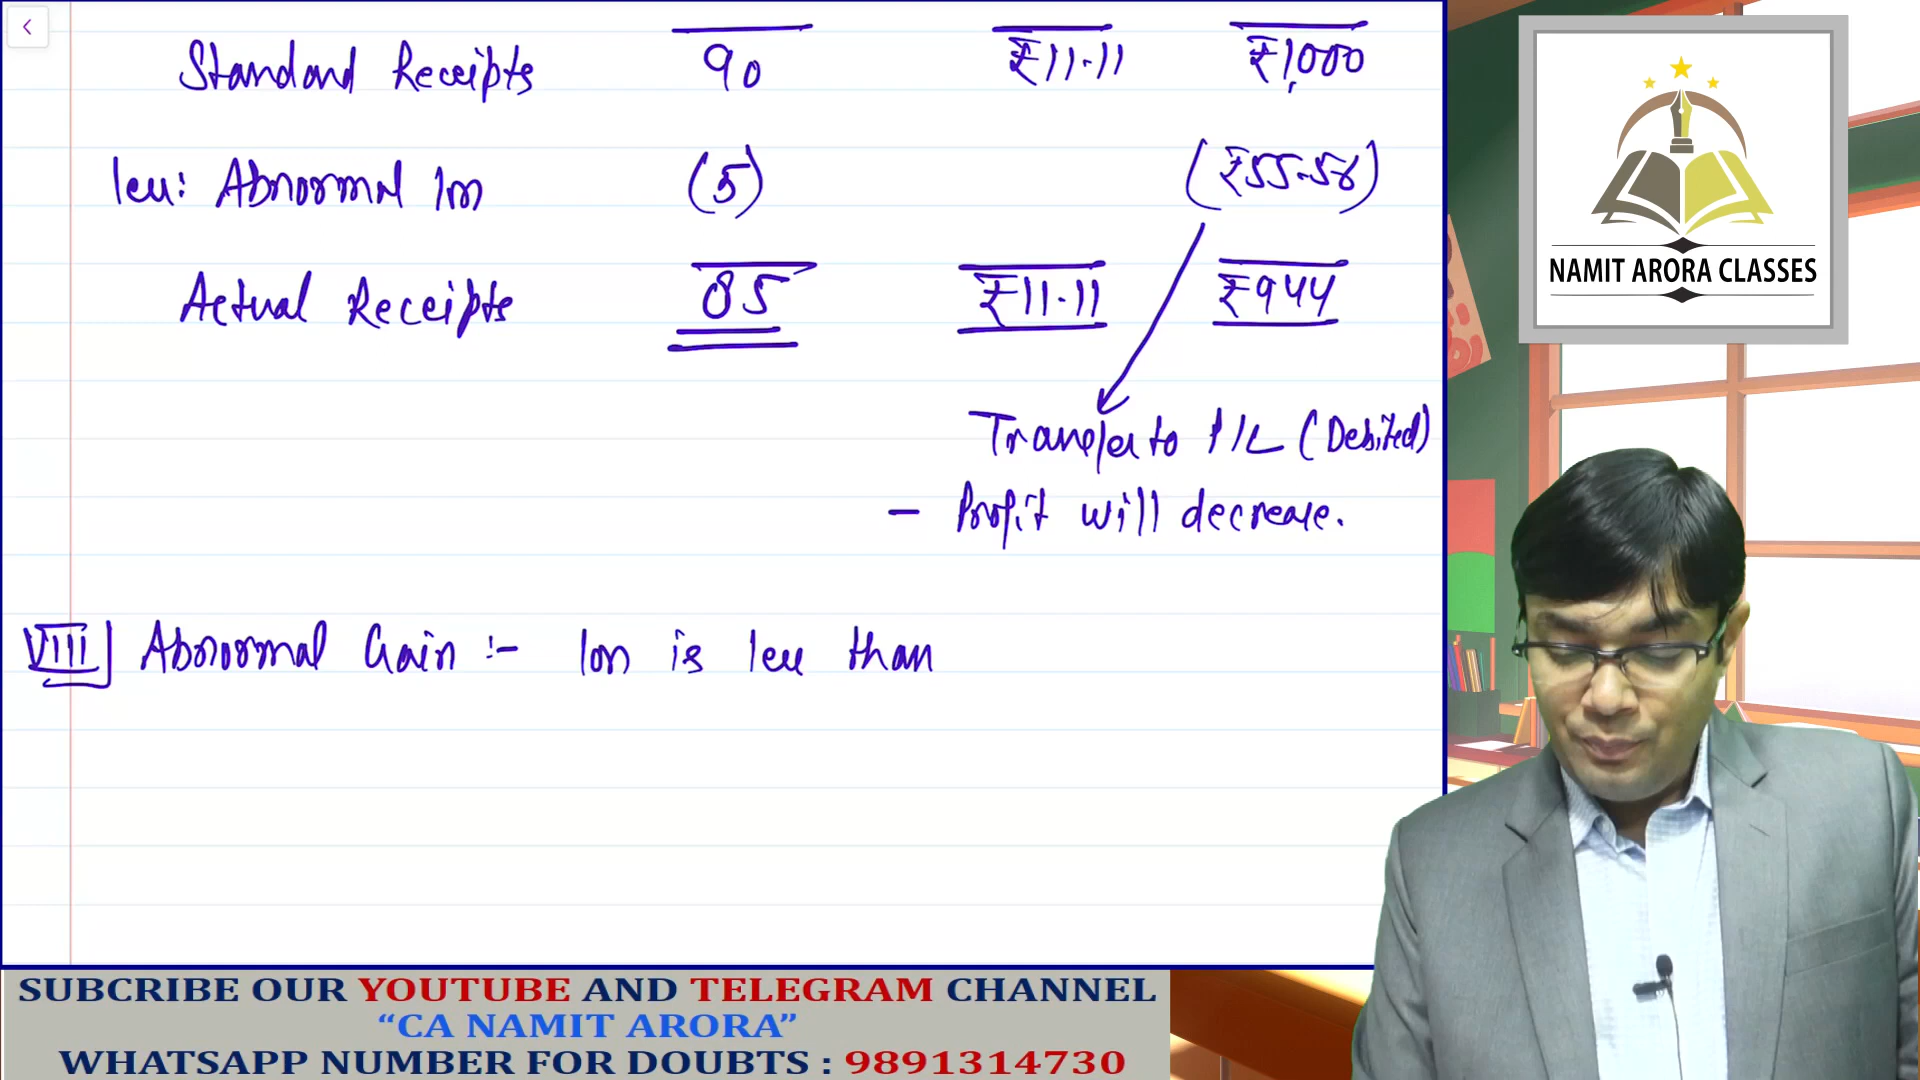 Standard Receipts 90 ₹11.11 ₹1,000
less: Abnormal loss (5) (₹55.56)
Actual Receipts 85 ₹11.11 ₹944
Transfer to P/L (Debited)
- Profit will decrease.
VIII] Abnormal Gain :- loss is less than
NAMIT ARORA CLASSES
SUBCRIBE OUR YOUTUBE AND TELEGRAM CHANNEL
“CA NAMIT ARORA”
WHATSAPP NUMBER FOR DOUBTS : 9891314730